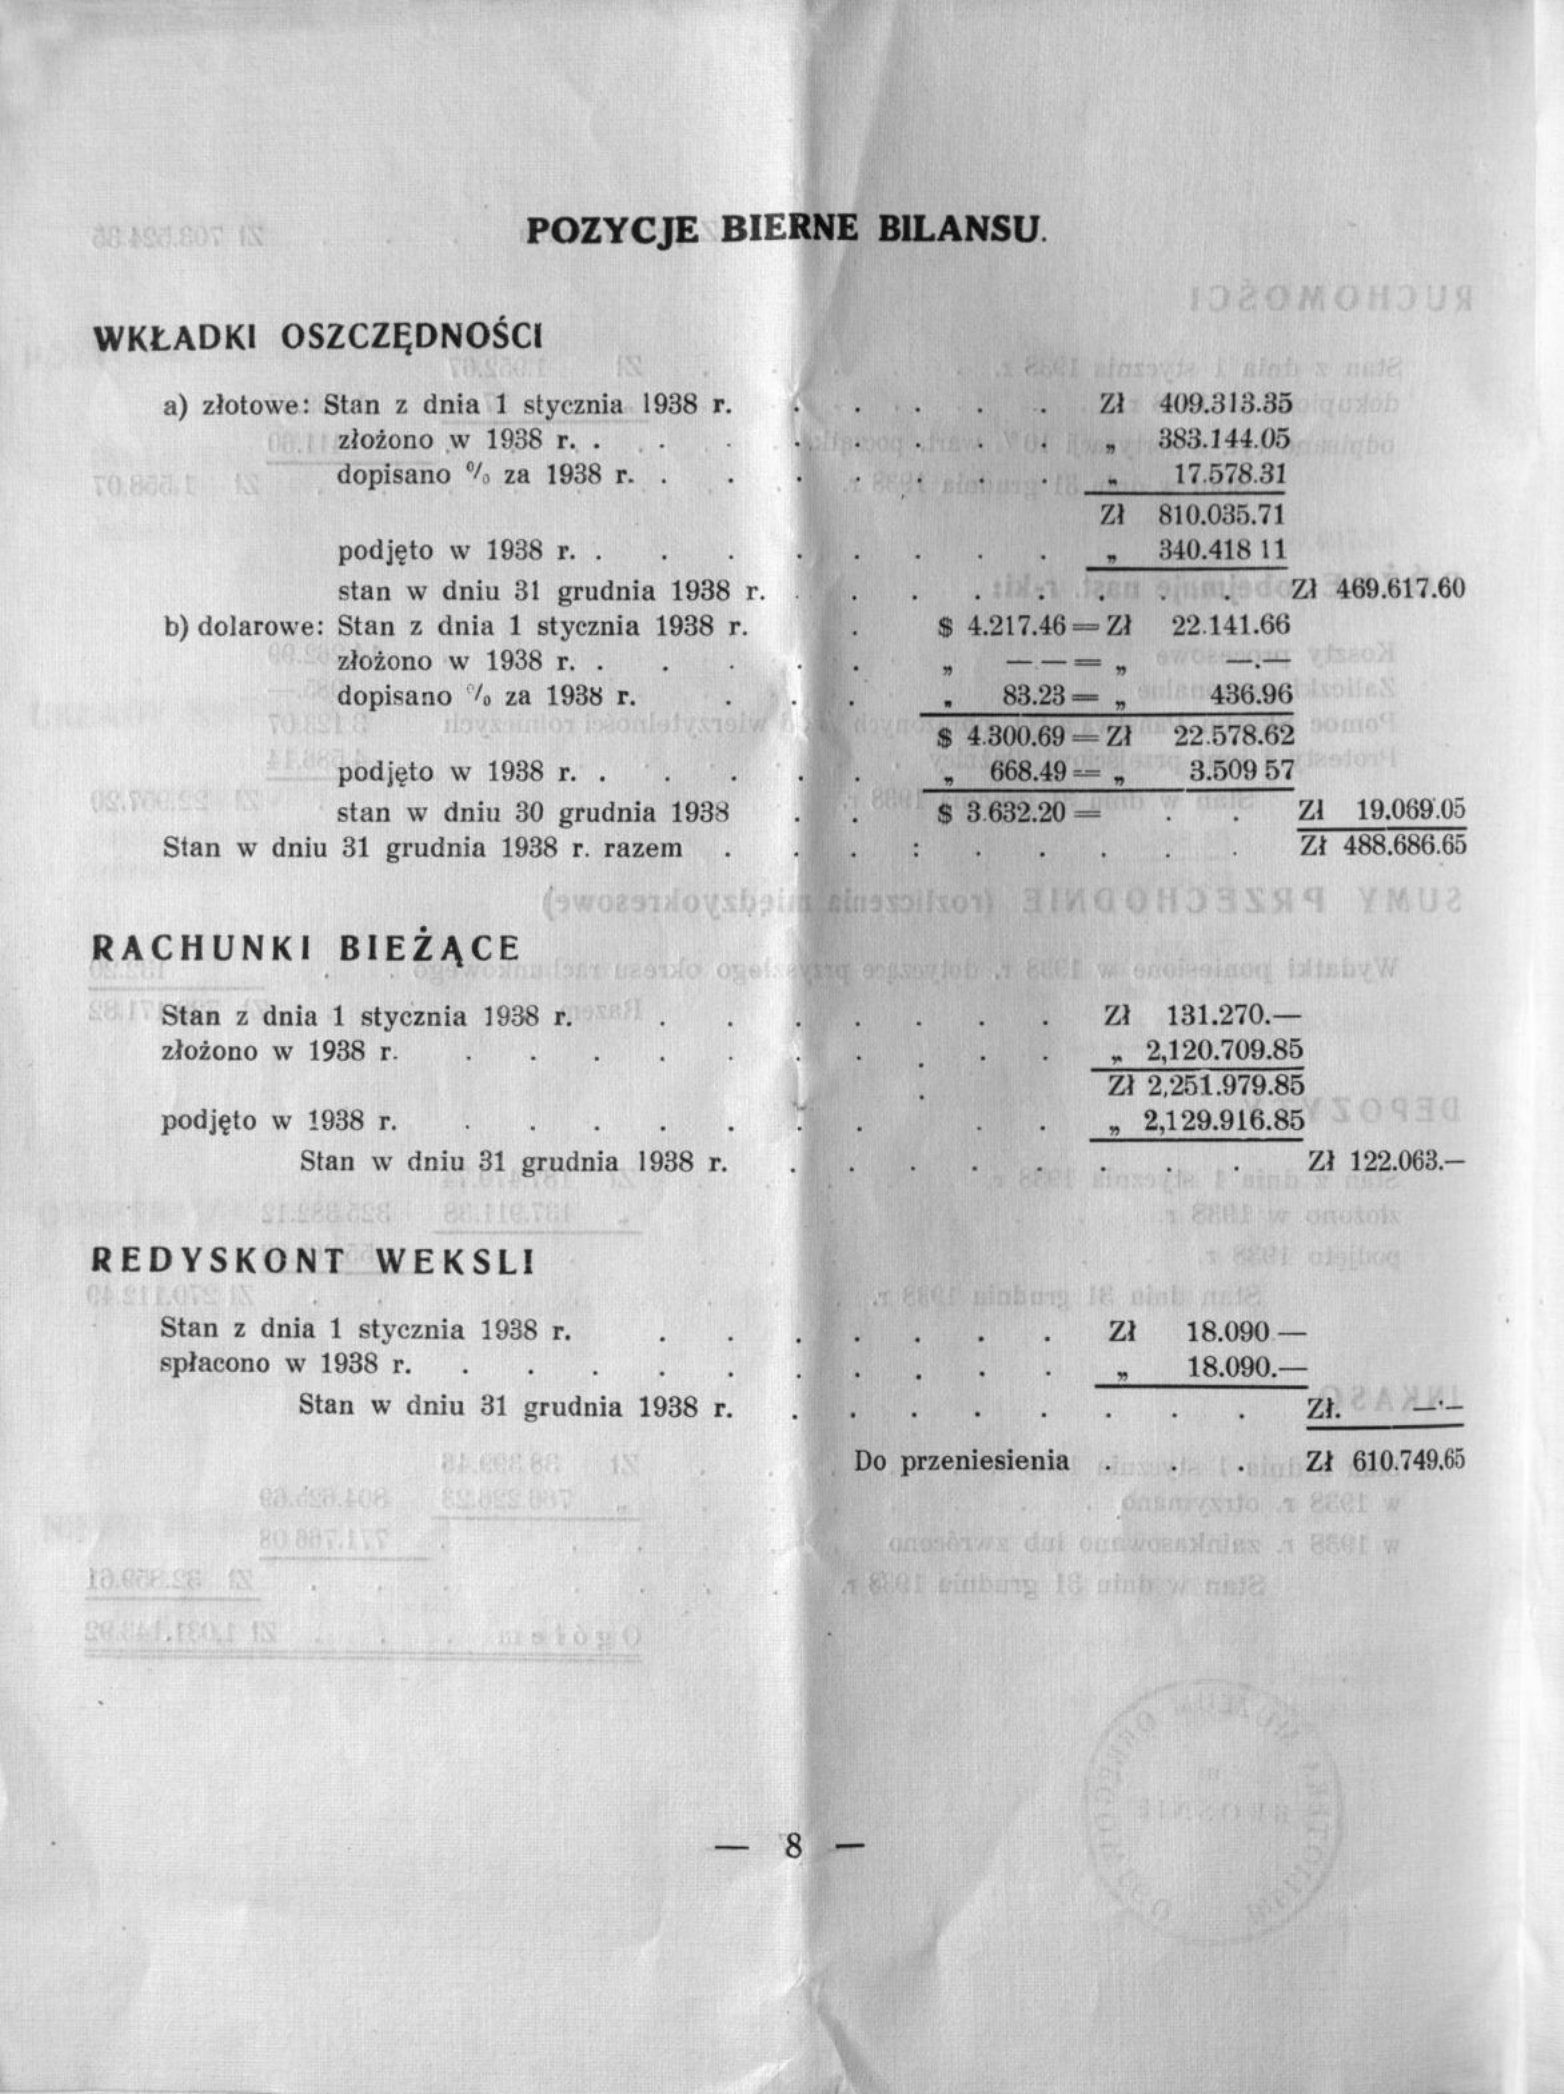 POZYCJE BIERNE BILANSU.
WKŁADKI OSZCZĘDNOŚCI
a) złotowe: Stan z dnia 1 stycznia 1938 r. . . . . . Zł 409.313.35
złożono w 1938 r. . . . . . . . . . „ 383.144.05
dopisano % za 1938 r. . . . . . . . . „ 17.578.31
Zł 810.035.71
podjęto w 1938 r. . . . . . . . . . „ 340.418 11
stan w dniu 31 grudnia 1938 r. . . . . . . . . Zł 469.617.60
b) dolarowe: Stan z dnia 1 stycznia 1938 r. . $ 4.217.46 = Zł 22.141.66
złożono w 1938 r. . . . . . „ — — = „ —.—
dopisano % za 1938 r. . . . „ 83.23 = „ 436.96
$ 4.300.69 = Zł 22.578.62
podjęto w 1938 r. . . . . . „ 668.49 = „ 3.509 57
stan w dniu 30 grudnia 1938 . . $ 3.632.20 = . . Zł 19.069.05
Stan w dniu 31 grudnia 1938 r. razem . . . : . . . . . Zł 488.686.65
RACHUNKI BIEŻĄCE
Stan z dnia 1 stycznia 1938 r. . . . . . . . Zł 131.270.—
złożono w 1938 r. . . . . . . . . . . „ 2,120.709.85
Zł 2,251.979.85
podjęto w 1938 r. . . . . . . . . . „ 2,129.916.85
Stan w dniu 31 grudnia 1938 r. . . . . . . . . Zł 122.063.—
REDYSKONT WEKSLI
Stan z dnia 1 stycznia 1938 r. . . . . . . . Zł 18.090 —
spłacono w 1938 r. . . . . . . . . . . „ 18.090.—
Stan w dniu 31 grudnia 1938 r. . . . . . . . . Zł. —·—
Do przeniesienia . . . Zł 610.749.65
— 8 —